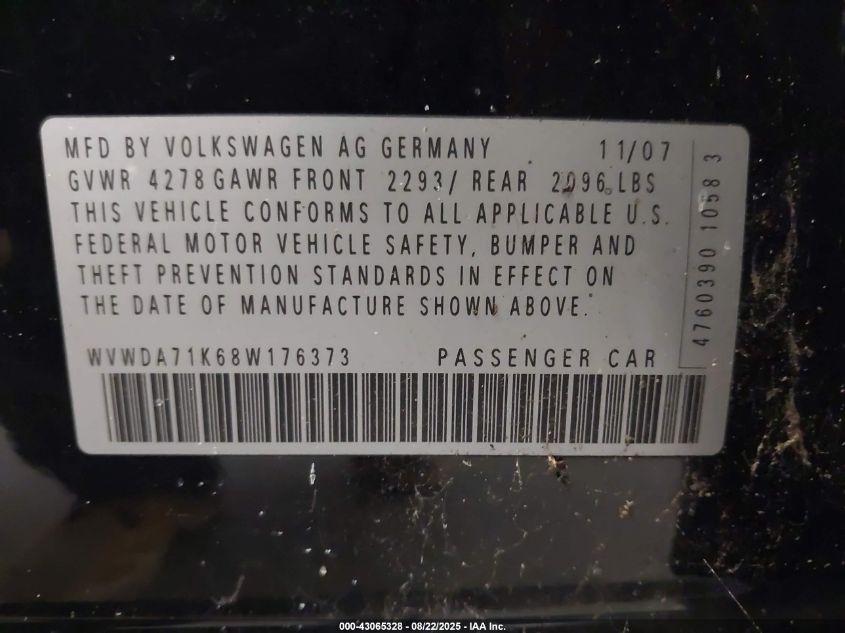 MFD BY VOLKSWAGEN AG GERMANY 11/07
GVWR 4278 GAWR FRONT 2293/ REAR 2096 LBS
THIS VEHICLE CONFORMS TO ALL APPLICABLE U.S.
FEDERAL MOTOR VEHICLE SAFETY, BUMPER AND
THEFT PREVENTION STANDARDS IN EFFECT ON
THE DATE OF MANUFACTURE SHOWN ABOVE.
WVWDA71K68W176373 PASSENGER CAR
4760390 10583
000-43065328 - 08/22/2025 - IAA Inc.